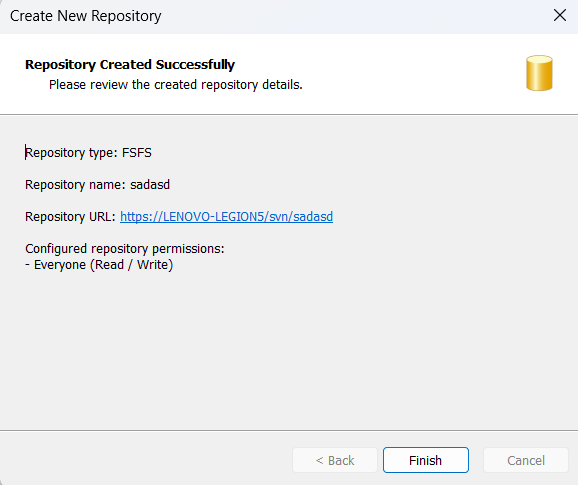 Create New Repository
Repository Created Successfully
Please review the created repository details.
Repository type: FSFS
Repository name: sadasd
Repository URL: https://LENOVO-LEGION5/svn/sadasd
Configured repository permissions:
- Everyone (Read / Write)
< Back
Finish
Cancel